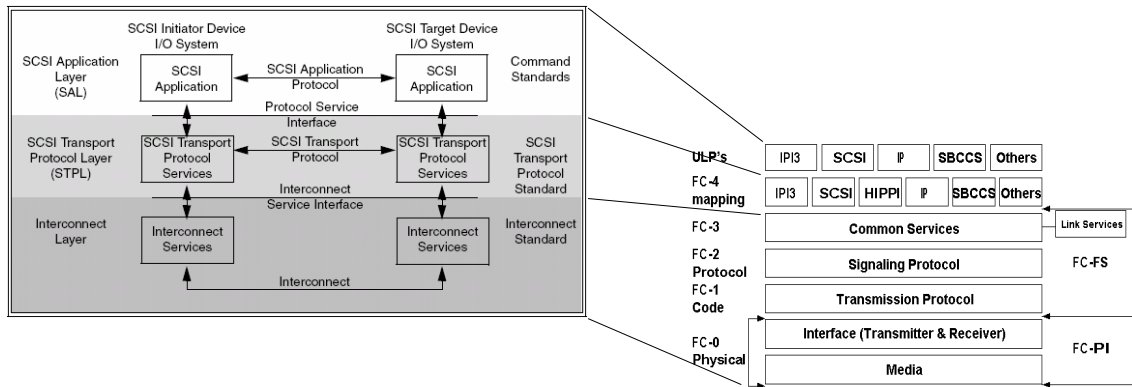 SCSI Initiator Device
I/O System
SCSI Target Device
I/O System
SCSI Application
Layer
(SAL)
SCSI
Application
SCSI Application
Protocol
SCSI
Application
Command
Standards
Protocol Service
Interface
SCSI Transport
Protocol Layer
(STPL)
SCSI Transport
Protocol
Services
SCSI Transport
Protocol
SCSI Transport
Protocol
Services
SCSI
Transport
Protocol
Standard
Interconnect
Service Interface
Interconnect
Layer
Interconnect
Services
Interconnect
Services
Interconnect
Standard
Interconnect
ULP's
IPI3
SCSI
IP
SBCCS
Others
FC-4
mapping
IPI3
SCSI
HIPPI
IP
SBCCS
Others
FC-3
Common Services
Link Services
FC-2
Protocol
Signaling Protocol
FC-FS
FC-1
Code
Transmission Protocol
FC-0
Physical
Interface (Transmitter & Receiver)
FC-PI
Media